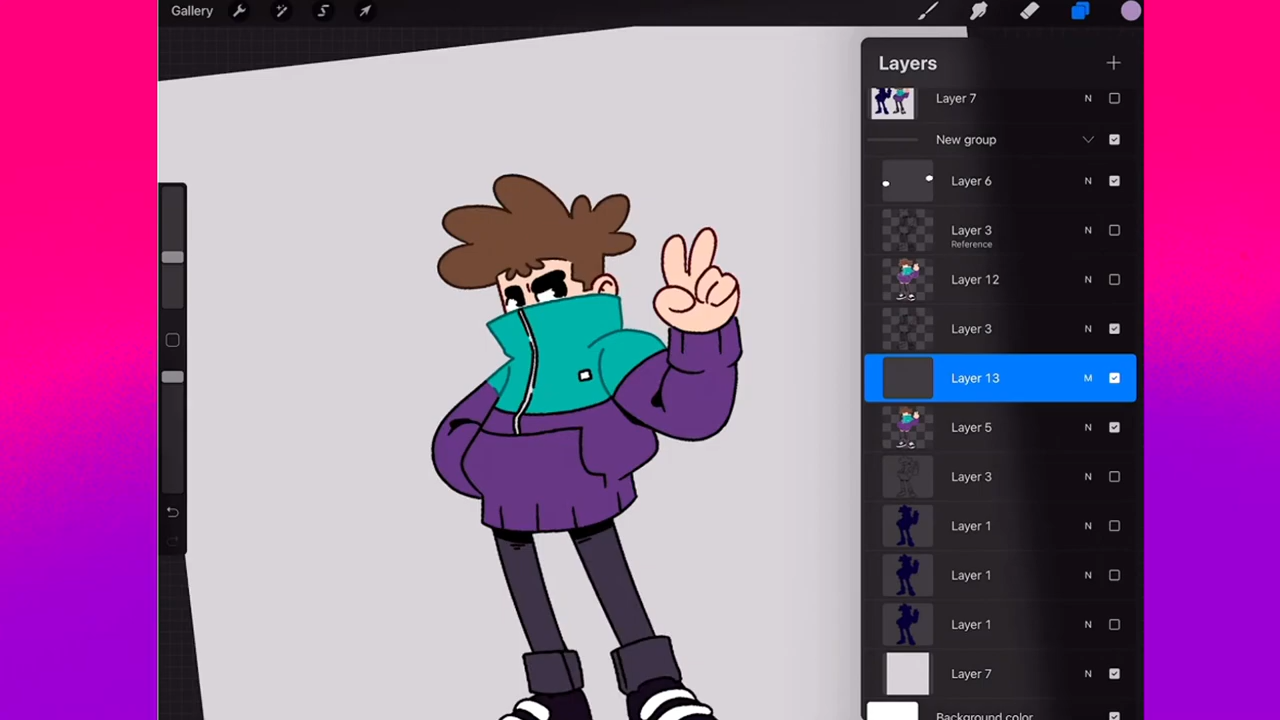 Gallery
Layers
Layer 7 N
New group
Layer 6 N
Layer 3 N
Reference
Layer 12 N
Layer 3 N
Layer 13 M
Layer 5 N
Layer 3 N
Layer 1 N
Layer 1 N
Layer 1 N
Layer 7 N
Background color